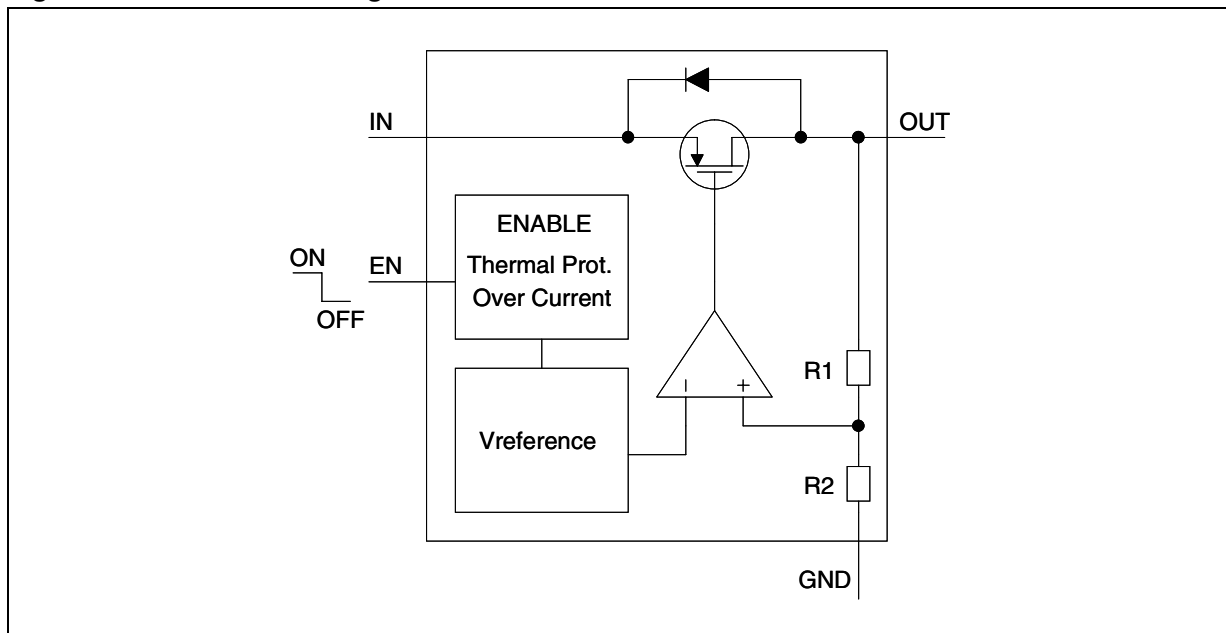 IN
OUT
ENABLE
Thermal Prot.
Over Current
ON
OFF
EN
R1
Vreference
− +
R2
GND